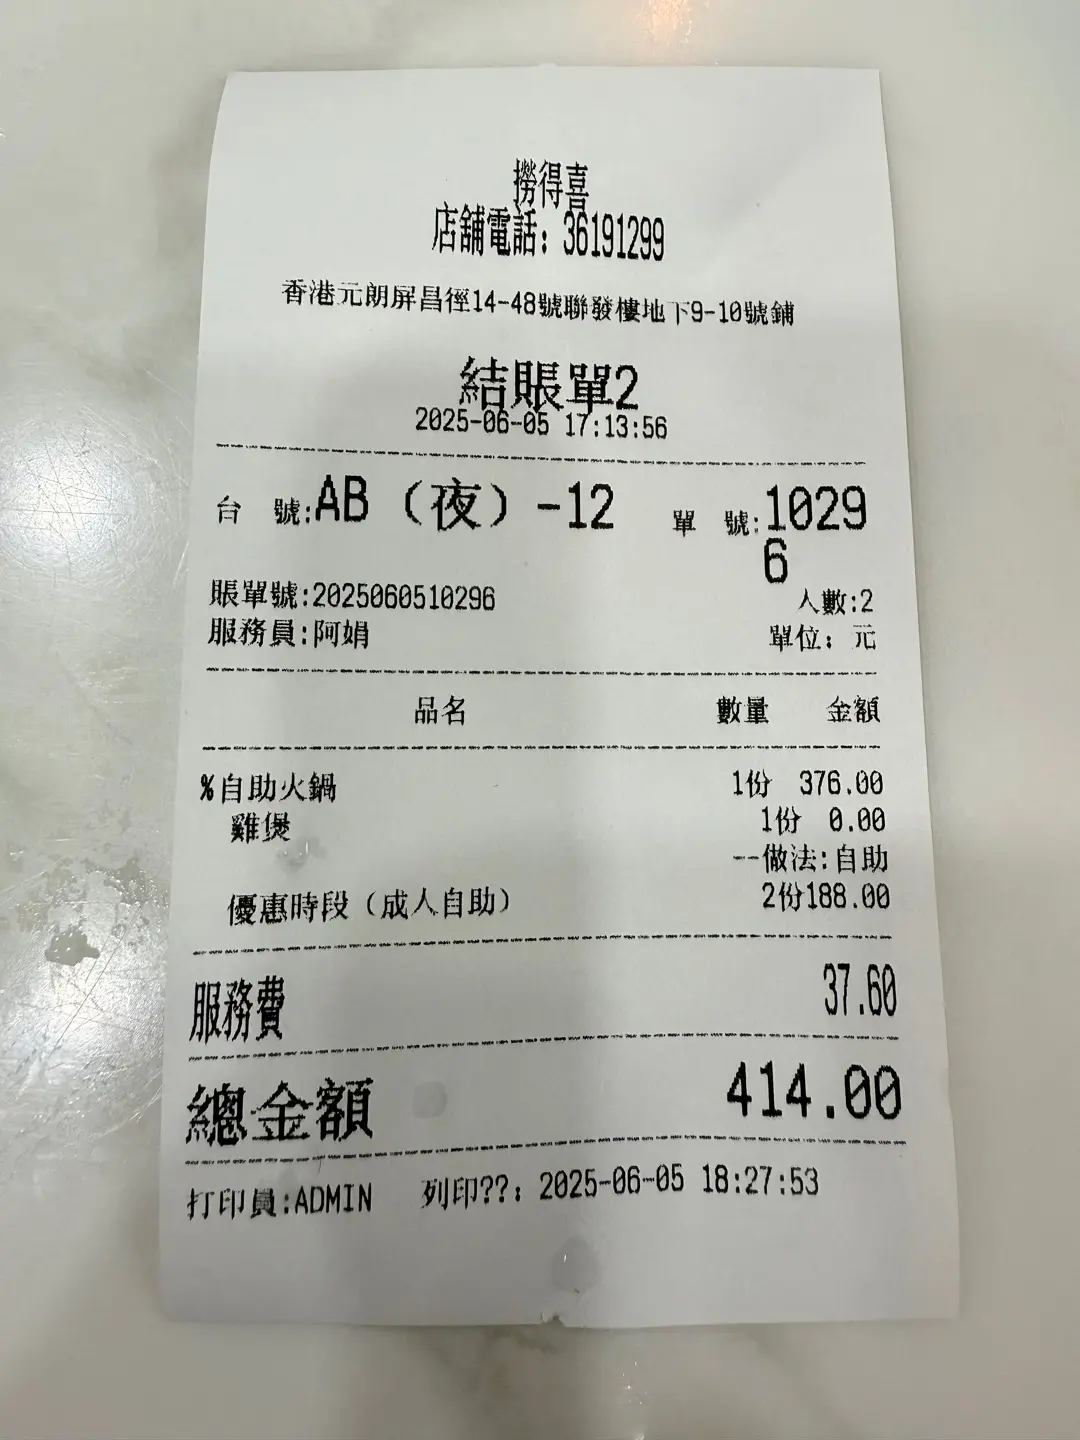 撈得喜
店舖電話: 36191299
香港元朗屏昌徑14-48號聯發樓地下9-10號鋪
結賬單2
2025-06-05 17:13:56
台 號:AB（夜）-12 單 號:10296
賬單號:2025060510296 人數:2
服務員:阿娟 單位: 元
品名 數量 金額
%自助火鍋 1份 376.00
雞煲 1份 0.00
--做法:自助
優惠時段（成人自助） 2份188.00
服務費 37.60
總金額 414.00
打印員:ADMIN 列印??: 2025-06-05 18:27:53